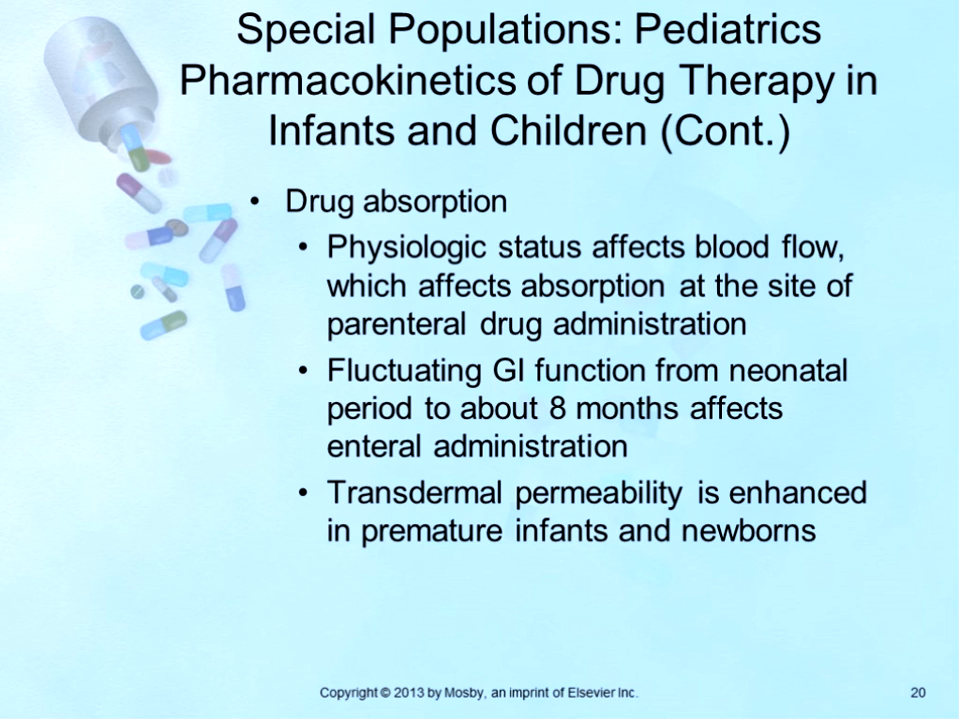 Special Populations: Pediatrics
Pharmacokinetics of Drug Therapy in
Infants and Children (Cont.)
• Drug absorption
• Physiologic status affects blood flow,
which affects absorption at the site of
parenteral drug administration
• Fluctuating GI function from neonatal
period to about 8 months affects
enteral administration
• Transdermal permeability is enhanced
in premature infants and newborns
Copyright © 2013 by Mosby, an imprint of Elsevier Inc.
20